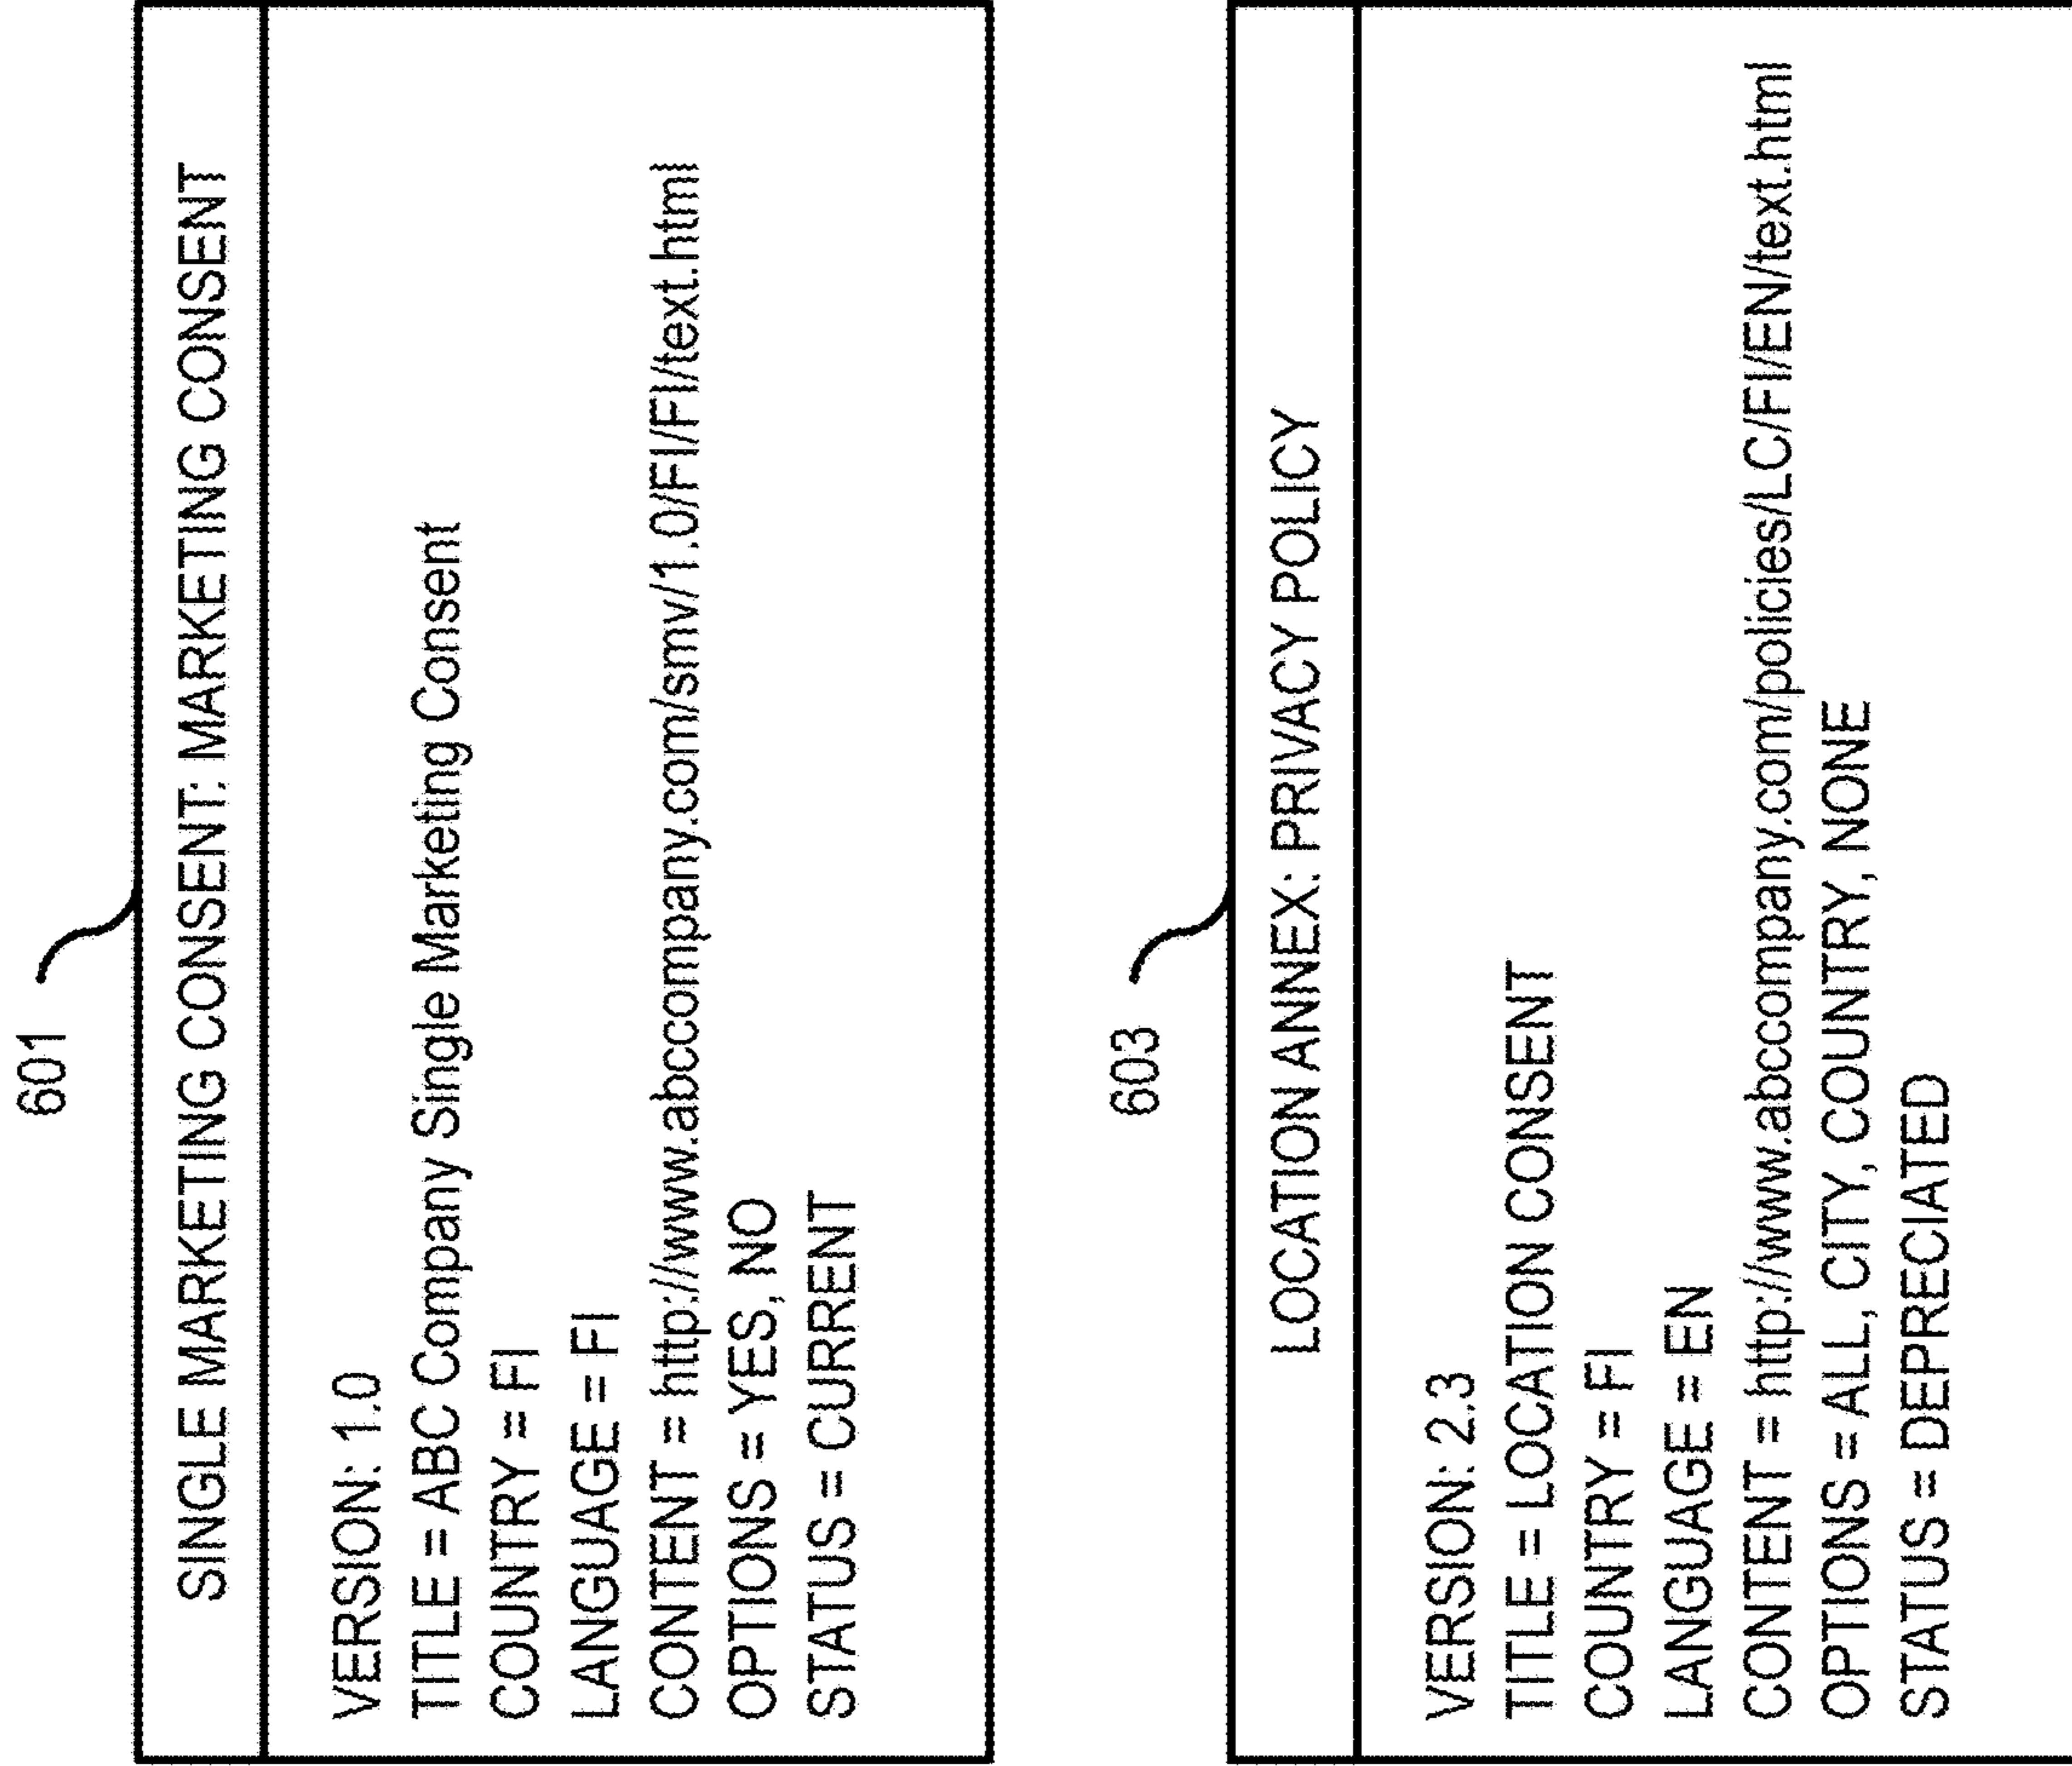 601
SINGLE MARKETING CONSENT: MARKETING CONSENT
VERSION: 1.0
TITLE = ABC Company Single Marketing Consent
COUNTRY = FI
LANGUAGE = FI
CONTENT = http://www.abccompany.com/smv/1.0/FI/FI/text.html
OPTIONS = YES, NO
STATUS = CURRENT
603
LOCATION ANNEX: PRIVACY POLICY
VERSION: 2.3
TITLE = LOCATION CONSENT
COUNTRY = FI
LANGUAGE = EN
CONTENT = http://www.abccompany.com/policies/LC/FI/EN/text.html
OPTIONS = ALL, CITY, COUNTRY, NONE
STATUS = DEPRECIATED